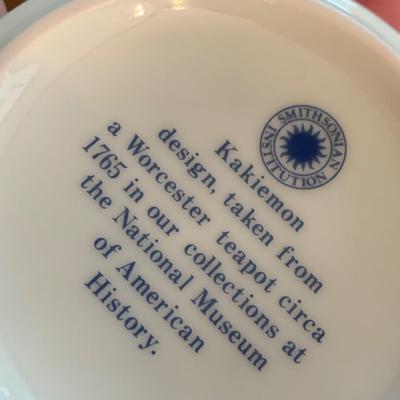 SMITHSONIAN INSTITUTION
Kakiemon
design, taken from
a Worcester teapot circa
1765 in our collections at
the National Museum
of American
History.